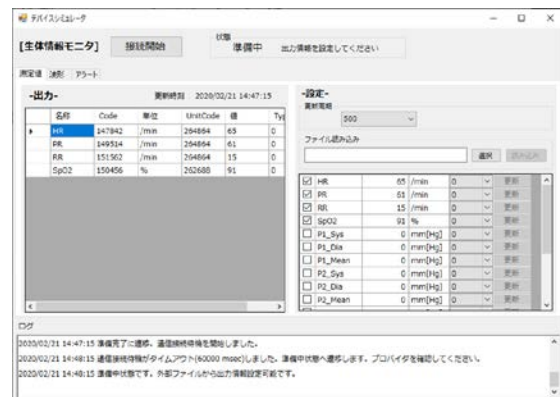 デバイスシミュレータ
[生体情報モニタ]
接続開始
状態
準備中
出力情報を設定してください
測定値 波形 アラート
-出力-
更新時刻 2020/02/21 14:47:15
名称 Code 単位 UnitCode 値 Typ
HR 147842 /min 264864 65 0
PR 149514 /min 264864 61 0
RR 151562 /min 264864 15 0
SpO2 150456 % 262688 91 0
-設定-
更新周期
500
ファイル読み込み
選択 読み込み
HR 65 /min 0 更新
PR 61 /min 0 更新
RR 15 /min 0 更新
SpO2 91 % 0 更新
P1_Sys 0 mm[Hg] 0 更新
P1_Dia 0 mm[Hg] 0 更新
P1_Mean 0 mm[Hg] 0 更新
P2_Sys 0 mm[Hg] 0 更新
P2_Dia 0 mm[Hg] 0 更新
P2_Mean 0 mm[Hg] 0 更新
ログ
2020/02/21 14:47:15 準備完了に遷移。通信接続待機を開始しました。
2020/02/21 14:48:15 通信接続待機がタイムアウト(60000 msec)しました。準備中状態へ遷移します。プロバイダを確認してください。
2020/02/21 14:48:15 準備中状態です。外部ファイルから出力情報設定可能です。